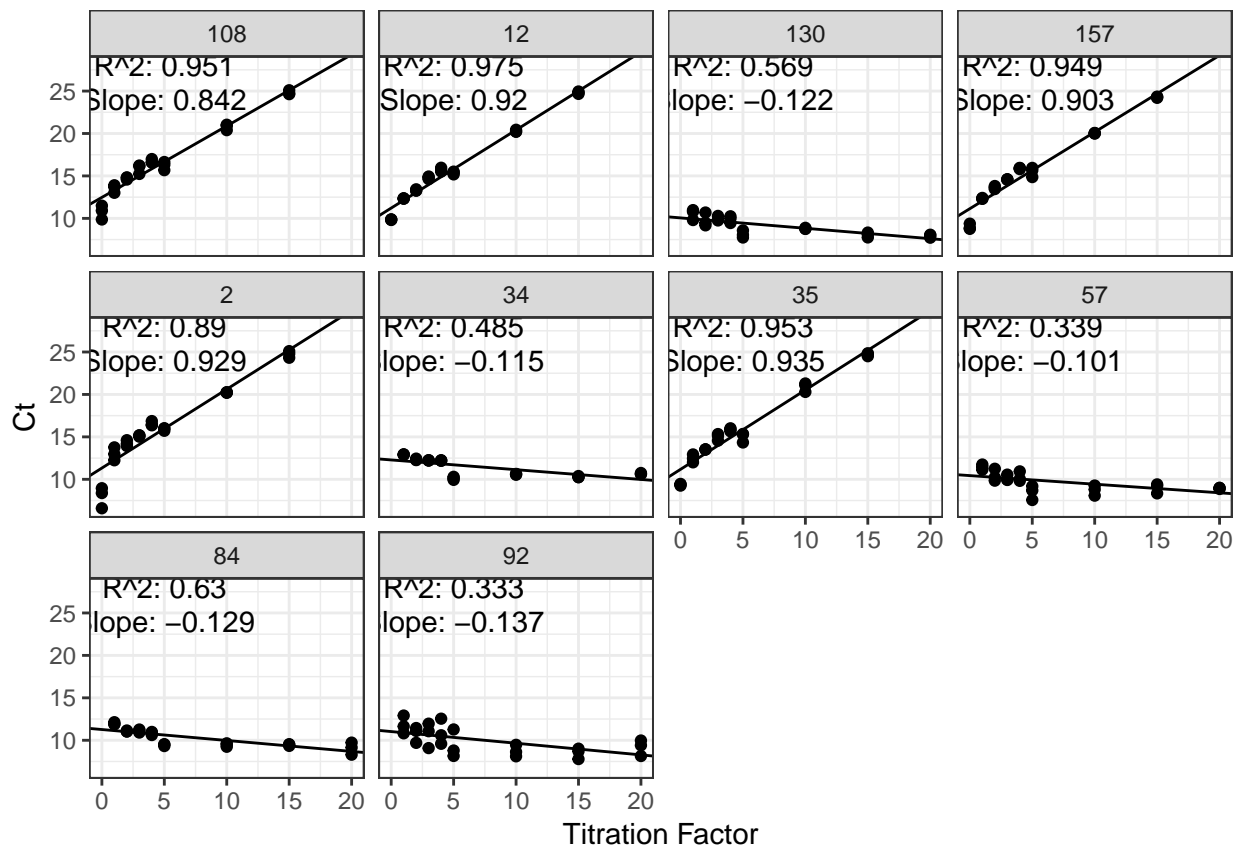 108 12 130 157
R^2: 0.951 R^2: 0.975 R^2: 0.569 R^2: 0.949
Slope: 0.842 Slope: 0.92 Slope: −0.122 Slope: 0.903
25
20
15
10
2 34 35 57
R^2: 0.89 R^2: 0.485 R^2: 0.953 R^2: 0.339
Slope: 0.929 Slope: −0.115 Slope: 0.935 Slope: −0.101
25
20
15
10
0 5 10 15 20 0 5 10 15 20
84 92
R^2: 0.63 R^2: 0.333
Slope: −0.129 Slope: −0.137
25
20
15
10
0 5 10 15 20 0 5 10 15 20
Ct
Titration Factor